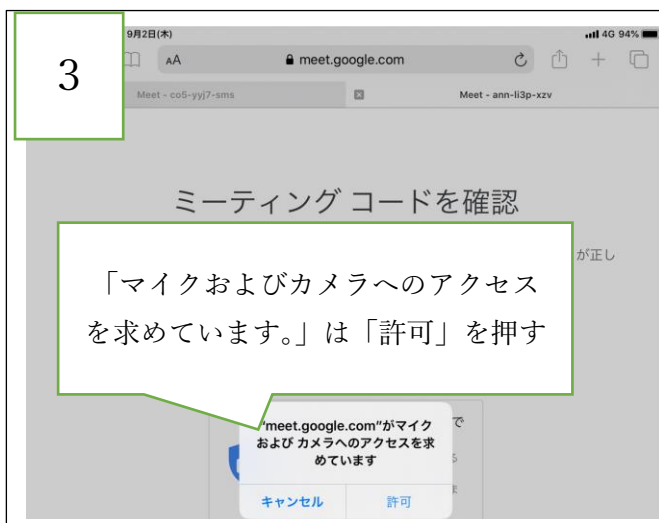 3
9月2日(木)
4G 94%
AA
meet.google.com
Meet - co5-yyj7-sms
Meet - ann-li3p-xzv
ミーティング コードを確認
が正し
「マイクおよびカメラへのアクセス
を求めています。」は「許可」を押す
で
る
ま
"meet.google.com"がマイク
および カメラへのアクセスを求
めています
キャンセル
許可